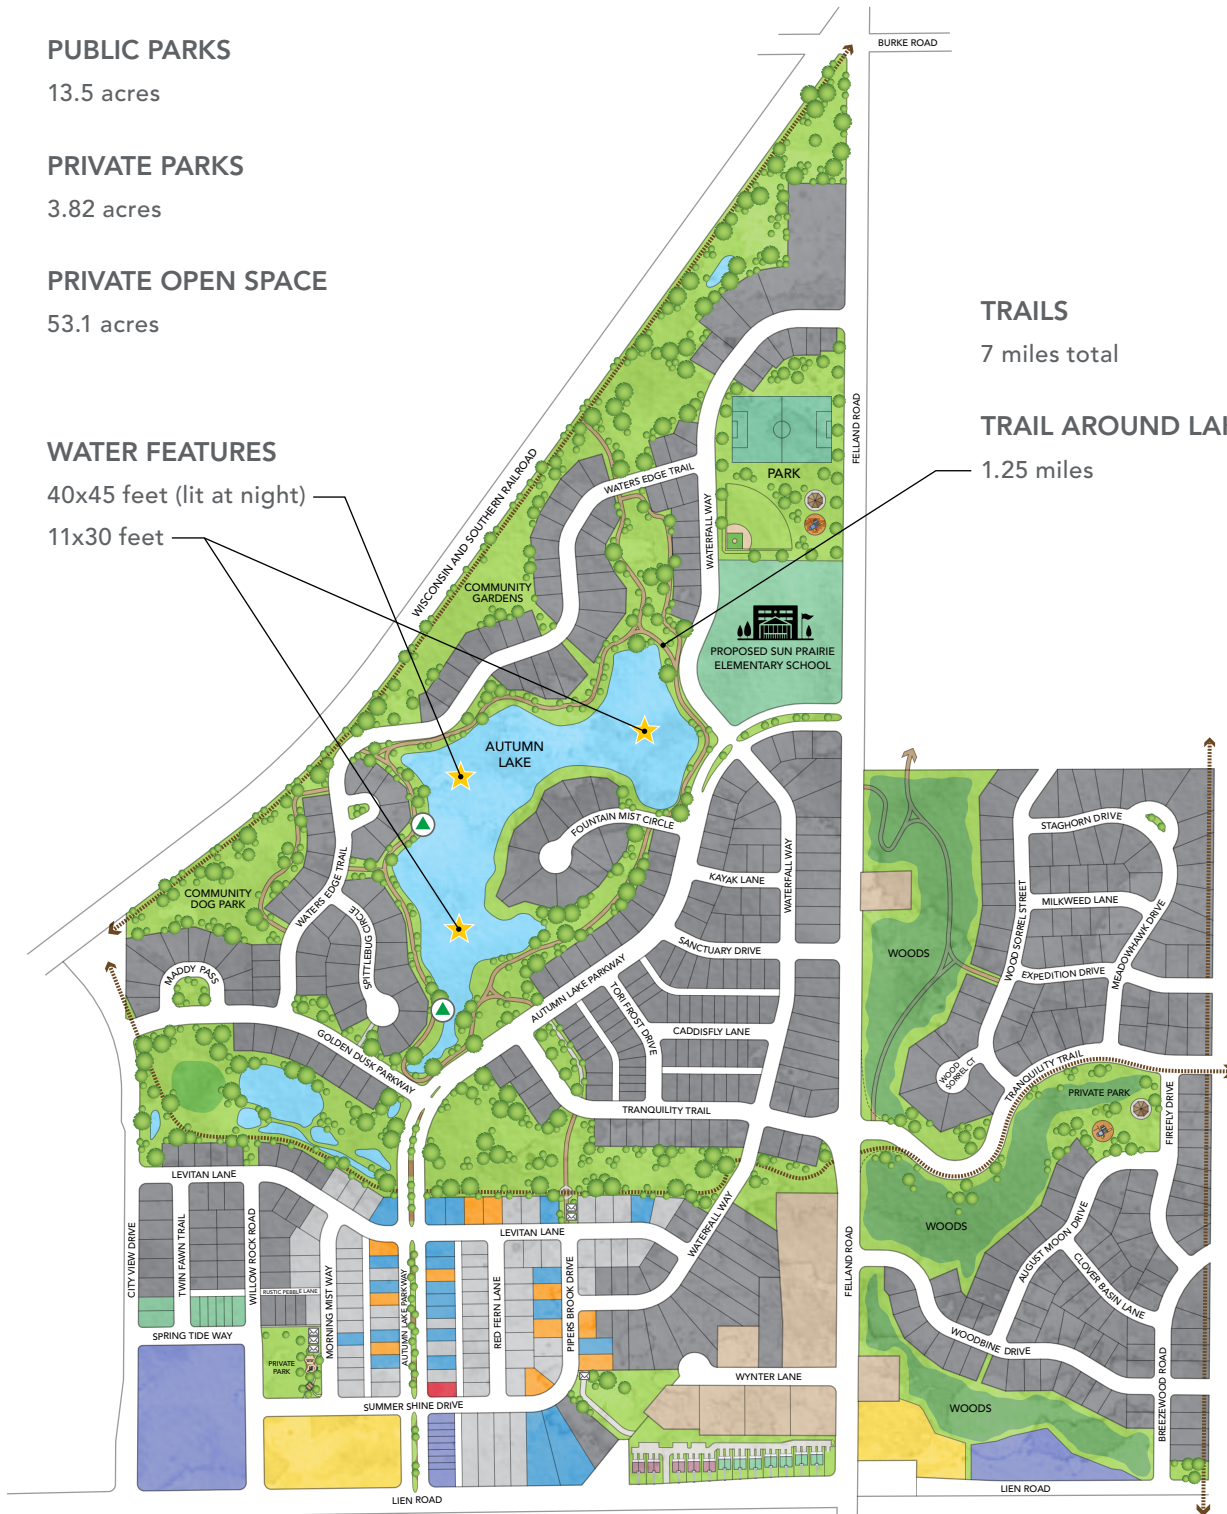 PUBLIC PARKS
13.5 acres
PRIVATE PARKS
3.82 acres
PRIVATE OPEN SPACE
53.1 acres
WATER FEATURES
40x45 feet (lit at night)
11x30 feet
TRAILS
7 miles total
TRAIL AROUND LAK
1.25 miles
BURKE ROAD
FELLAND ROAD
WISCONSIN AND SOUTHERN RAILROAD
WATERS EDGE TRAIL
WATERFALL WAY
PARK
COMMUNITY
GARDENS
PROPOSED SUN PRAIRIE
ELEMENTARY SCHOOL
AUTUMN
LAKE
FOUNTAIN MIST CIRCLE
KAYAK LANE
WATERFALL WAY
SANCTUARY DRIVE
COMMUNITY
DOG PARK
WATERS EDGE TRAIL
SPITTLEBUG CIRCLE
MADDY PASS
GOLDEN DUSK PARKWAY
AUTUMN LAKE PARKWAY
TORI FROST DRIVE
CADDISFLY LANE
TRANQUILITY TRAIL
STAGHORN DRIVE
WOOD SORREL STREET
MILKWEED LANE
MEADOWHAWK DRIVE
EXPEDITION DRIVE
WOODS
WOOD
SORREL CT
TRANQUILITY TRAIL
PRIVATE PARK
FIREFLY DRIVE
LEVITAN LANE
CITY VIEW DRIVE
TWIN FAWN TRAIL
WILLOW ROCK ROAD
RUSTIC PEBBLE LANE
MORNING MIST WAY
AUTUMN LAKE PARKWAY
LEVITAN LANE
RED FERN LANE
PIPERS BROOK DRIVE
WATERFALL WAY
FELLAND ROAD
WOODS
AUGUST MOON DRIVE
CLOVER BASIN LANE
SPRING TIDE WAY
PRIVATE
PARK
SUMMER SHINE DRIVE
WYNTER LANE
WOODBINE DRIVE
BREEZEWOOD ROAD
WOODS
LIEN ROAD
LIEN ROAD